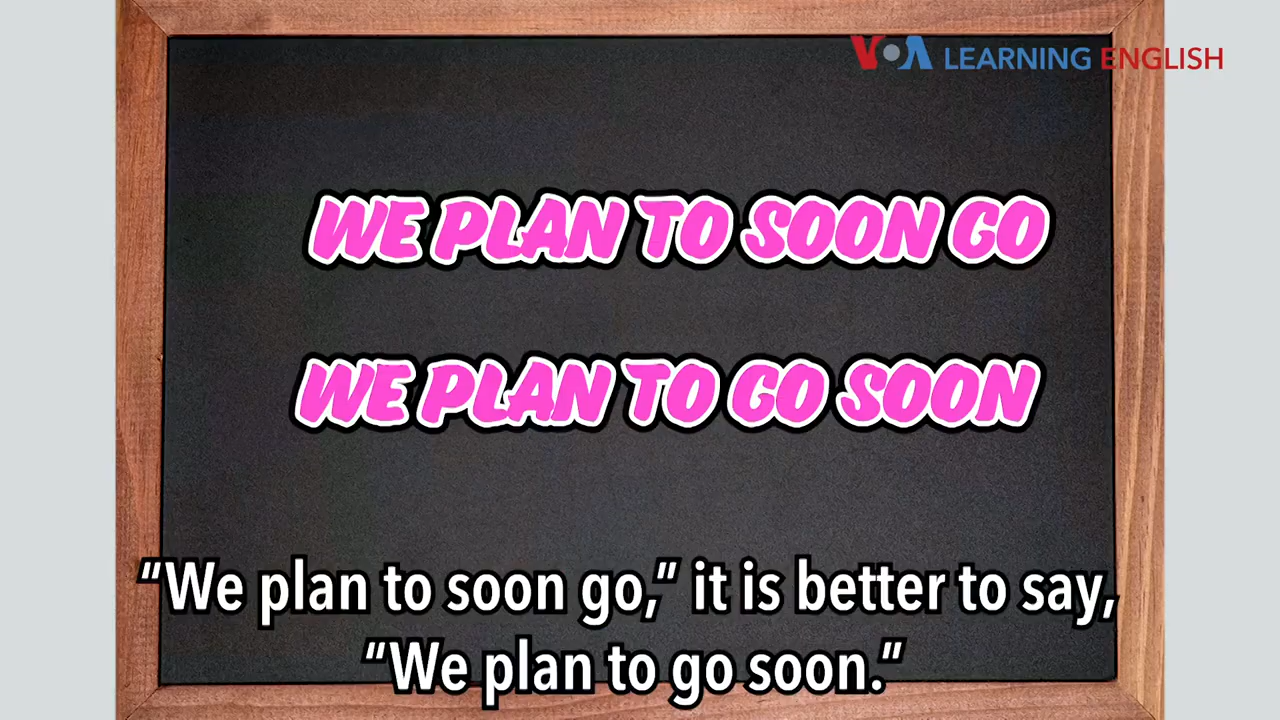 VOA LEARNING ENGLISH
WE PLAN TO SOON GO
WE PLAN TO GO SOON
“We plan to soon go,” it is better to say,
“We plan to go soon.”